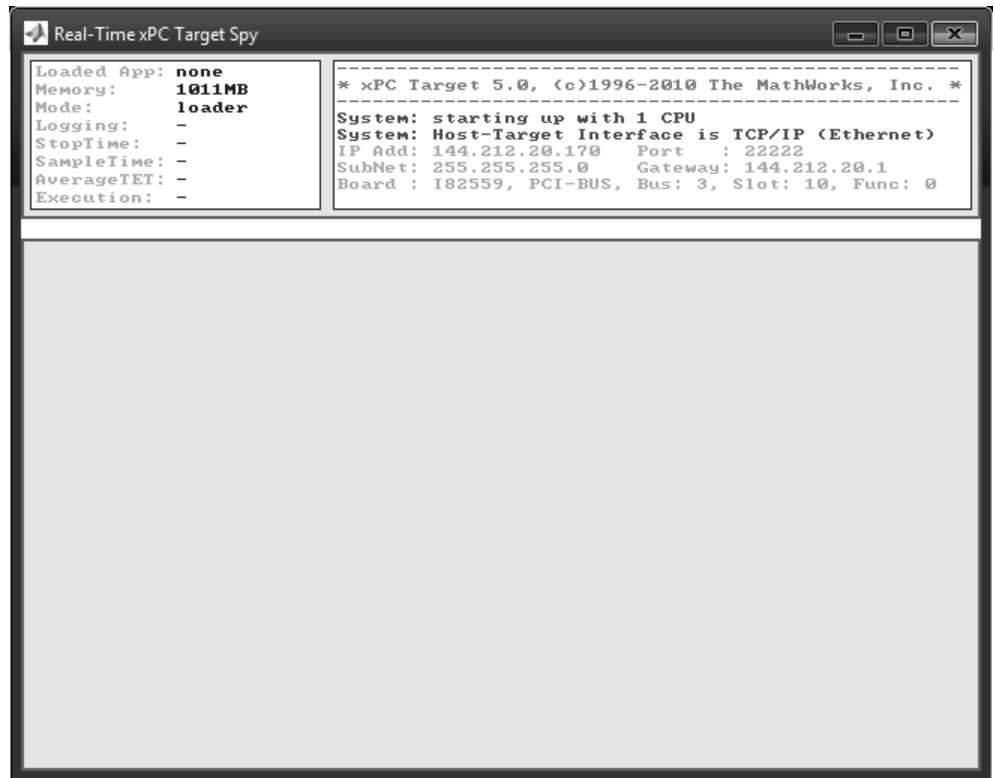 Real-Time xPC Target Spy
Loaded App: none
Memory: 1011MB
Mode: loader
Logging: -
StopTime: -
SampleTime: -
AverageTET: -
Execution: -
----------------------------------------------------
* xPC Target 5.0, (c)1996-2010 The MathWorks, Inc. *
----------------------------------------------------
System: starting up with 1 CPU
System: Host-Target Interface is TCP/IP (Ethernet)
IP Add: 144.212.20.170   Port    : 22222
SubNet: 255.255.255.0    Gateway: 144.212.20.1
Board : I82559, PCI-BUS, Bus: 3, Slot: 10, Func: 0